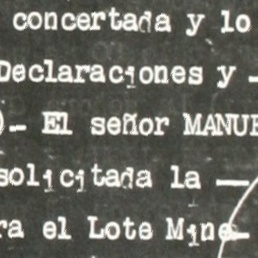 concertada y lo
Declaraciones y
). El señor MANUE
solicitada la —
ra el Lote Mine-